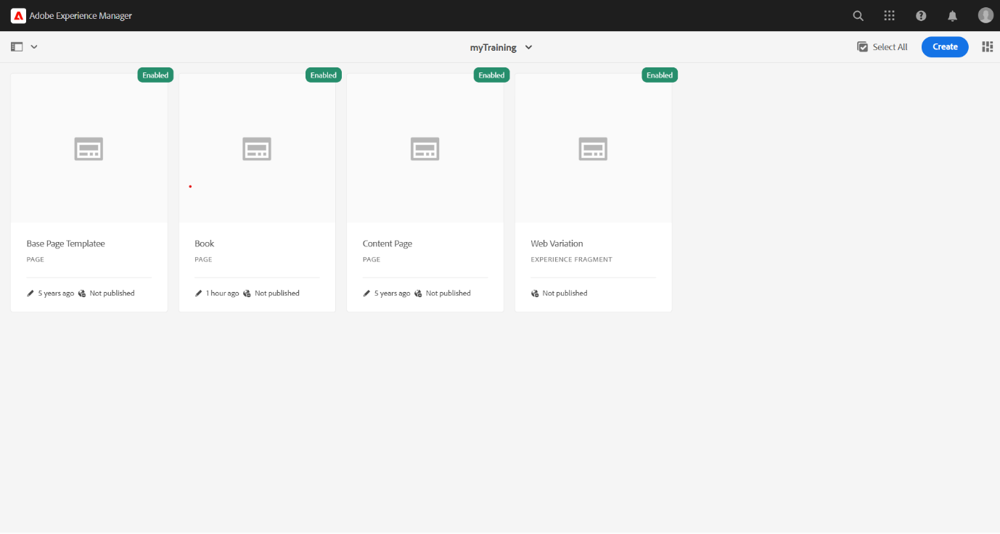 Adobe Experience Manager
myTraining
Select All
Create
Enabled
Enabled
Enabled
Enabled
Base Page Templatee
PAGE
5 years ago Not published
Book
PAGE
1 hour ago Not published
Content Page
PAGE
5 years ago Not published
Web Variation
EXPERIENCE FRAGMENT
Not published